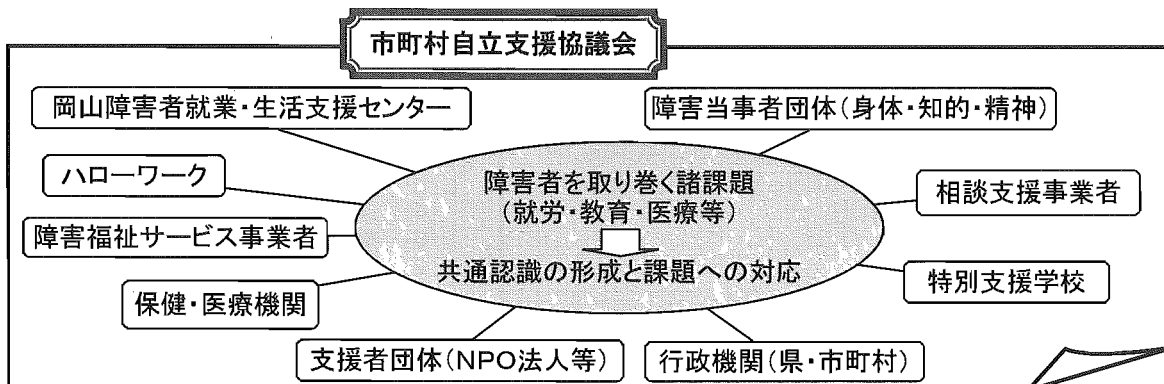 市町村自立支援協議会
岡山障害者就業・生活支援センター
障害当事者団体(身体・知的・精神)
ハローワーク
障害者を取り巻く諸課題
(就労・教育・医療等)
相談支援事業者
障害福祉サービス事業者
共通認識の形成と課題への対応
特別支援学校
保健・医療機関
支援者団体(NPO法人等)
行政機関(県・市町村)